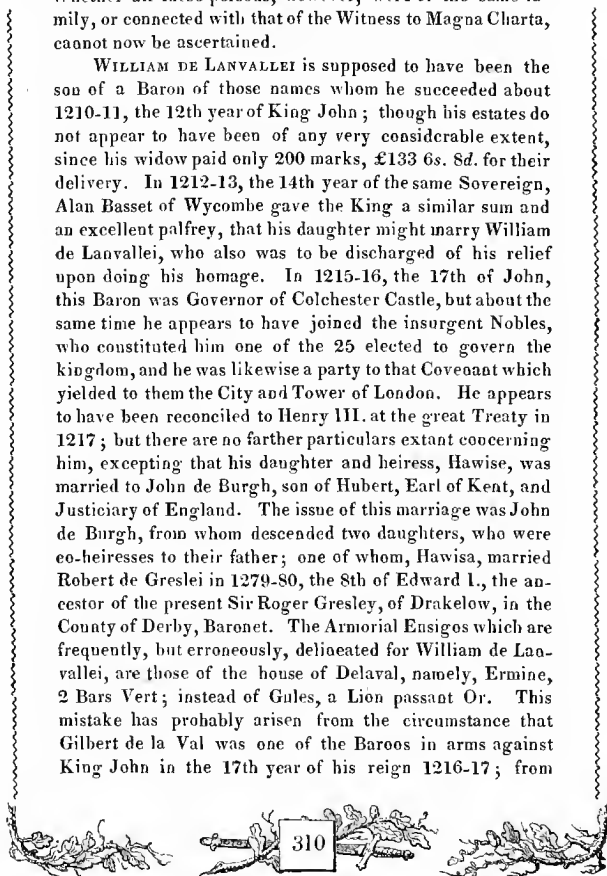 mily, or connected with that of the Witness to Magna Charta,
cannot now be ascertained.
WILLIAM DE LANVALLEI is supposed to have been the
son of a Baron of those names whom he succeeded about
1210-11, the 12th year of King John ; though his estates do
not appear to have been of any very considerable extent,
since his widow paid only 200 marks, £133 6s. 8d. for their
delivery. In 1212-13, the 14th year of the same Sovereign,
Alan Basset of Wycombe gave the King a similar sum and
an excellent palfrey, that his daughter might marry William
de Lanvallei, who also was to be discharged of his relief
upon doing his homage. In 1215-16, the 17th of John,
this Baron was Governor of Colchester Castle, but about the
same time he appears to have joined the insurgent Nobles,
who constituted him one of the 25 elected to govern the
kingdom, and he was likewise a party to that Covenant which
yielded to them the City and Tower of London. He appears
to have been reconciled to Henry III. at the great Treaty in
1217 ; but there are no farther particulars extant concerning
him, excepting that his daughter and heiress, Hawise, was
married to John de Burgh, son of Hubert, Earl of Kent, and
Justiciary of England. The issue of this marriage was John
de Burgh, from whom descended two daughters, who were
co-heiresses to their father ; one of whom, Hawisa, married
Robert de Greslei in 1279-80, the 8th of Edward I., the an-
cestor of the present Sir Roger Gresley, of Drakelow, in the
County of Derby, Baronet. The Armorial Ensigns which are
frequently, but erroneously, delineated for William de Lan-
vallei, are those of the house of Delaval, namely, Ermine,
2 Bars Vert ; instead of Gules, a Lion passant Or. This
mistake has probably arisen from the circumstance that
Gilbert de la Val was one of the Barons in arms against
King John in the 17th year of his reign 1216-17 ; from
310